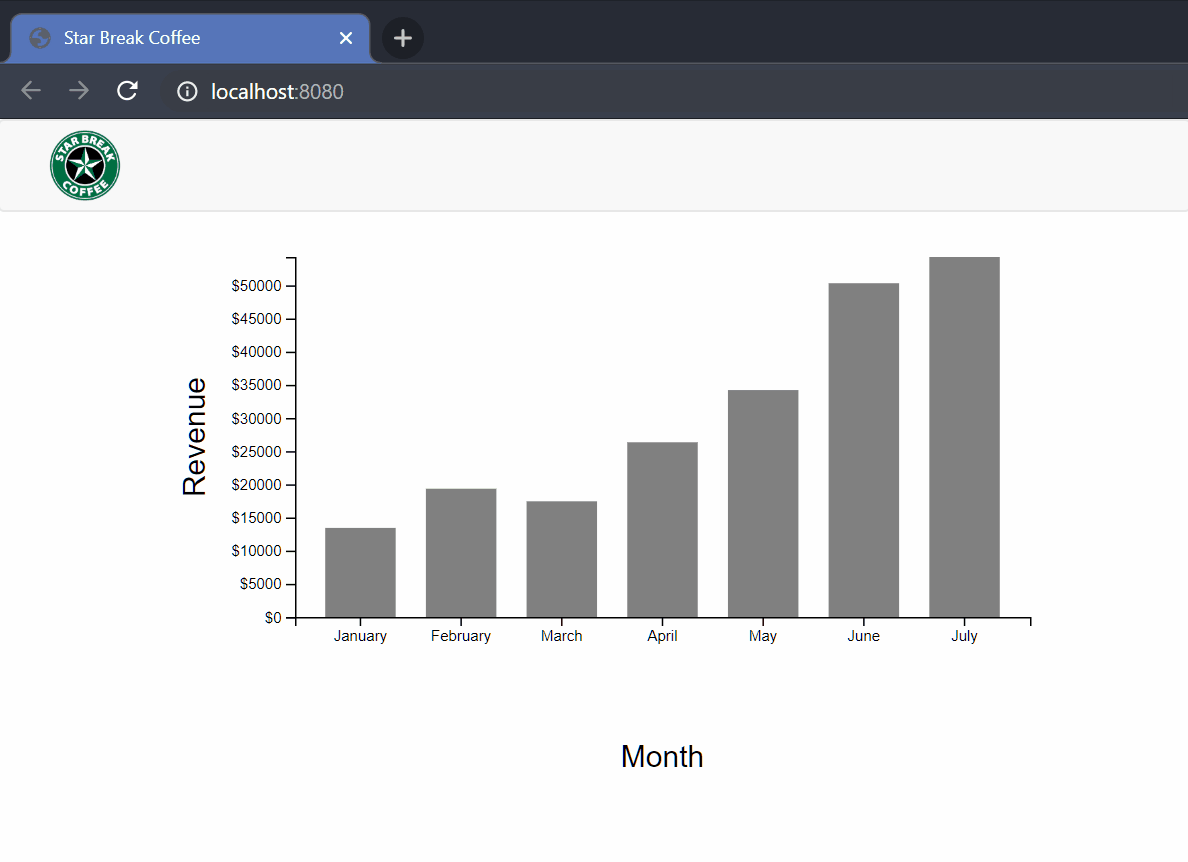 Star Break Coffee
localhost:8080
STAR BREAK
COFFEE
$50000
$45000
$40000
$35000
$30000
$25000
$20000
$15000
$10000
$5000
$0
Revenue
January February March April May June July
Month